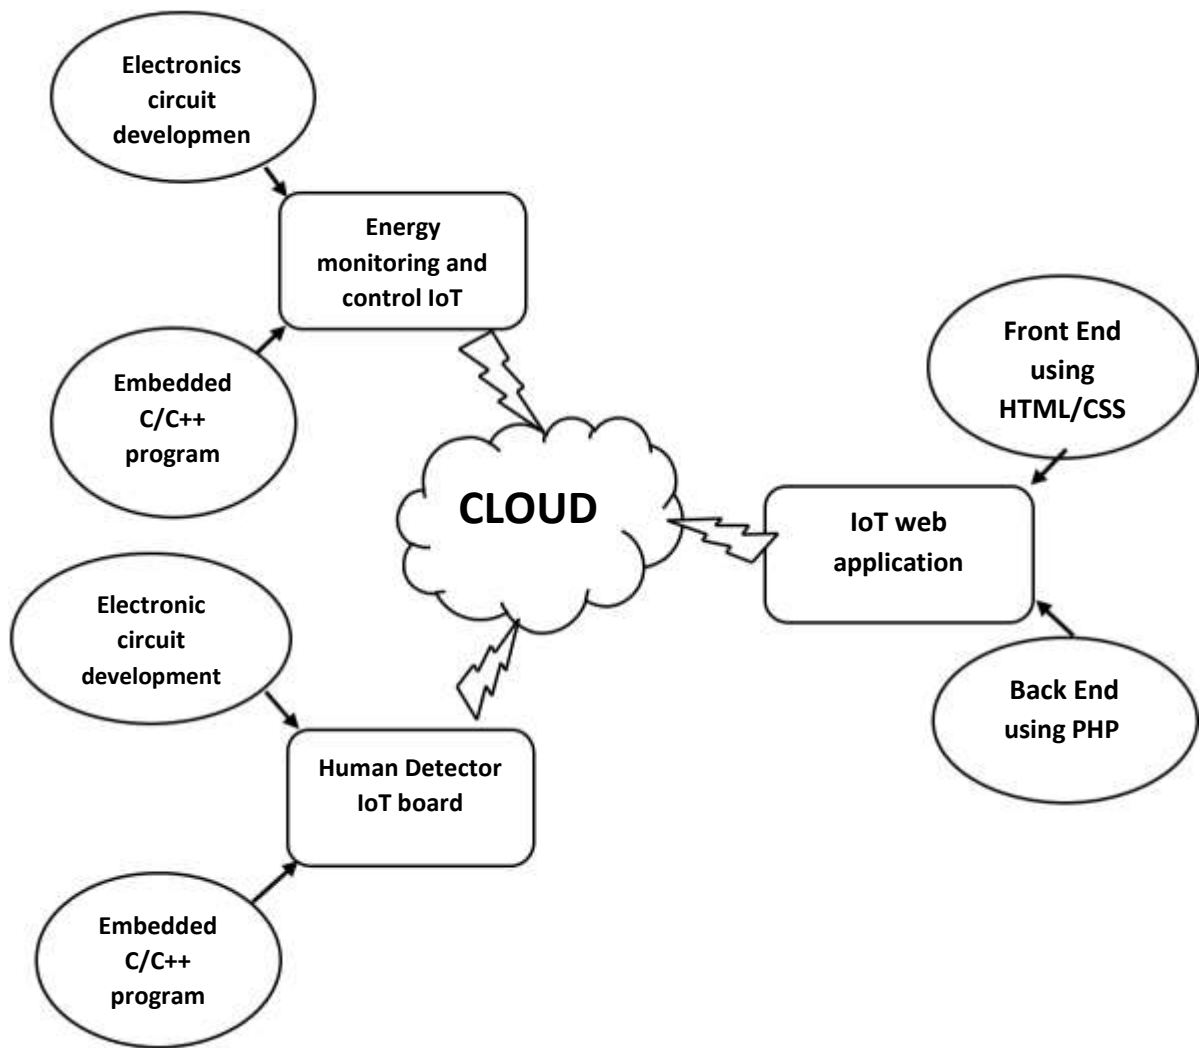 Electronics
circuit
developmen
Energy
monitoring and
control IoT
Embedded
C/C++
program
CLOUD
Front End
using
HTML/CSS
IoT web
application
Electronic
circuit
development
Back End
using PHP
Human Detector
IoT board
Embedded
C/C++
program